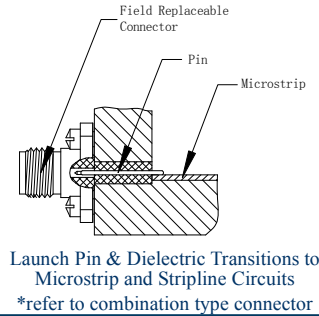 Field Replaceable
Connector
Pin
Microstrip
Launch Pin & Dielectric Transitions to
Microstrip and Stripline Circuits
*refer to combination type connector